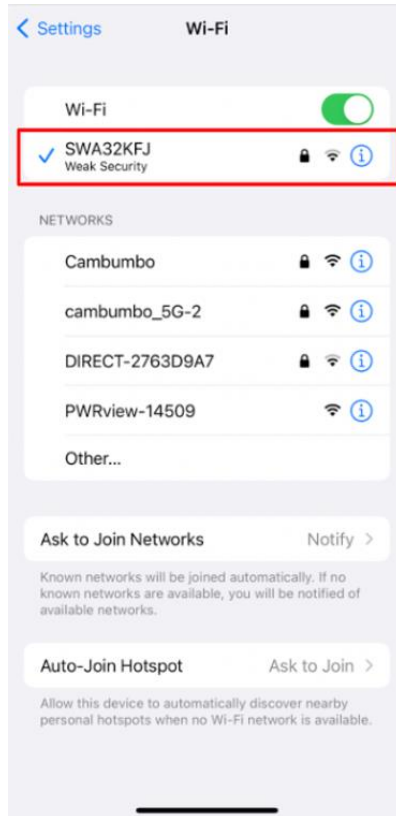 Settings Wi-Fi
Wi-Fi
SWA32KFJ
Weak Security
NETWORKS
Cambumbo
cambumbo_5G-2
DIRECT-2763D9A7
PWRview-14509
Other...
Ask to Join Networks Notify
Known networks will be joined automatically. If no
known networks are available, you will be notified of
available networks.
Auto-Join Hotspot Ask to Join
Allow this device to automatically discover nearby
personal hotspots when no Wi-Fi network is available.